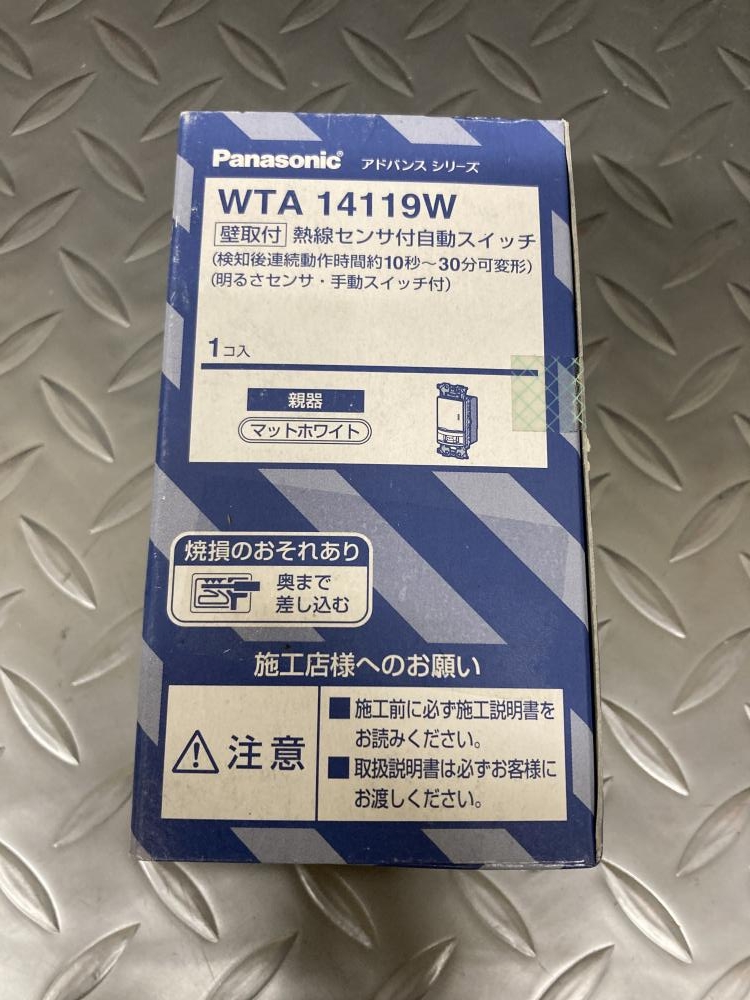 Panasonic® アドバンス シリーズ
WTA 14119W
壁取付 熱線センサ付自動スイッチ
(検知後連続動作時間約10秒～30分可変形)
(明るさセンサ・手動スイッチ付)
1コ入
親器
マットホワイト
焼損のおそれあり
奥まで
差し込む
施工店様へのお願い
注意
■施工前に必ず施工説明書を
お読みください。
■取扱説明書は必ずお客様に
お渡しください。